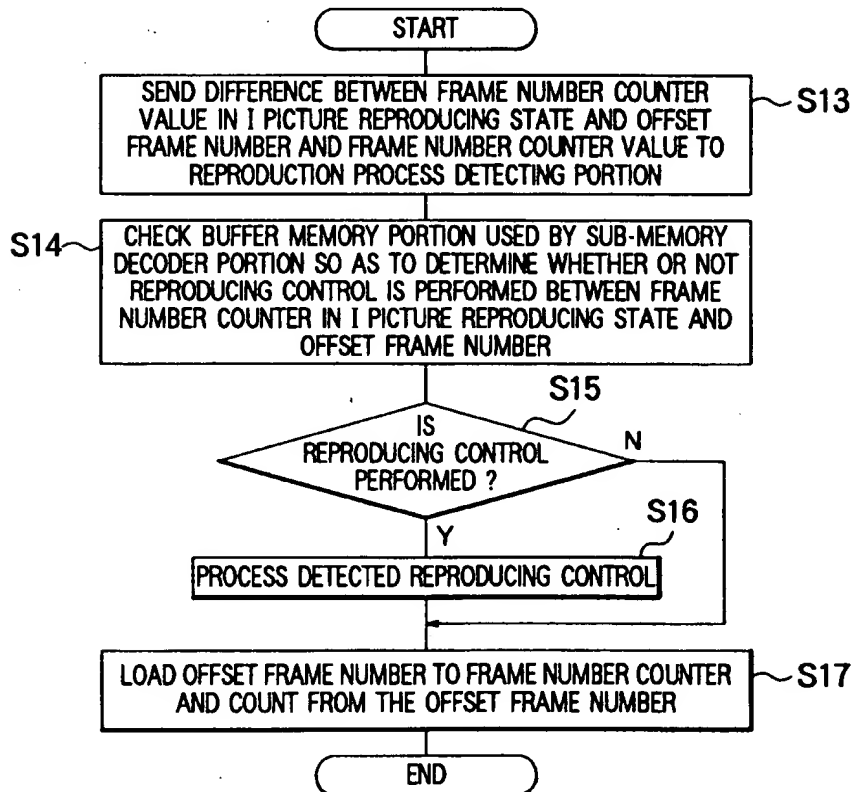 START
SEND DIFFERENCE BETWEEN FRAME NUMBER COUNTER
VALUE IN I PICTURE REPRODUCING STATE AND OFFSET
FRAME NUMBER AND FRAME NUMBER COUNTER VALUE TO
REPRODUCTION PROCESS DETECTING PORTION
S13
S14
CHECK BUFFER MEMORY PORTION USED BY SUB-MEMORY
DECODER PORTION SO AS TO DETERMINE WHETHER OR NOT
REPRODUCING CONTROL IS PERFORMED BETWEEN FRAME
NUMBER COUNTER IN I PICTURE REPRODUCING STATE AND
OFFSET FRAME NUMBER
S15
IS
REPRODUCING CONTROL
PERFORMED ?
N
Y
S16
PROCESS DETECTED REPRODUCING CONTROL
LOAD OFFSET FRAME NUMBER TO FRAME NUMBER COUNTER
AND COUNT FROM THE OFFSET FRAME NUMBER
S17
END